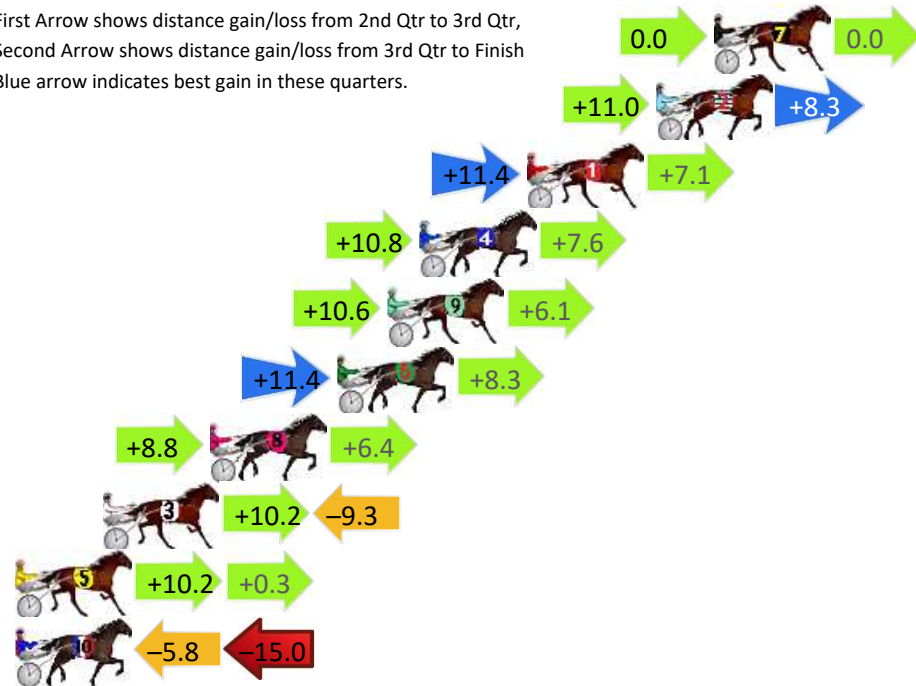 First Arrow shows distance gain/loss from 2nd Qtr to 3rd Qtr,
Second Arrow shows distance gain/loss from 3rd Qtr to Finish
Blue arrow indicates best gain in these quarters.
0.0 7 0.0
+11.0 2 +8.3
+11.4 1 +7.1
+10.8 4 +7.6
+10.6 9 +6.1
+11.4 6 +8.3
+8.8 8 +6.4
3 +10.2 –9.3
5 +10.2 +0.3
10 –5.8 –15.0